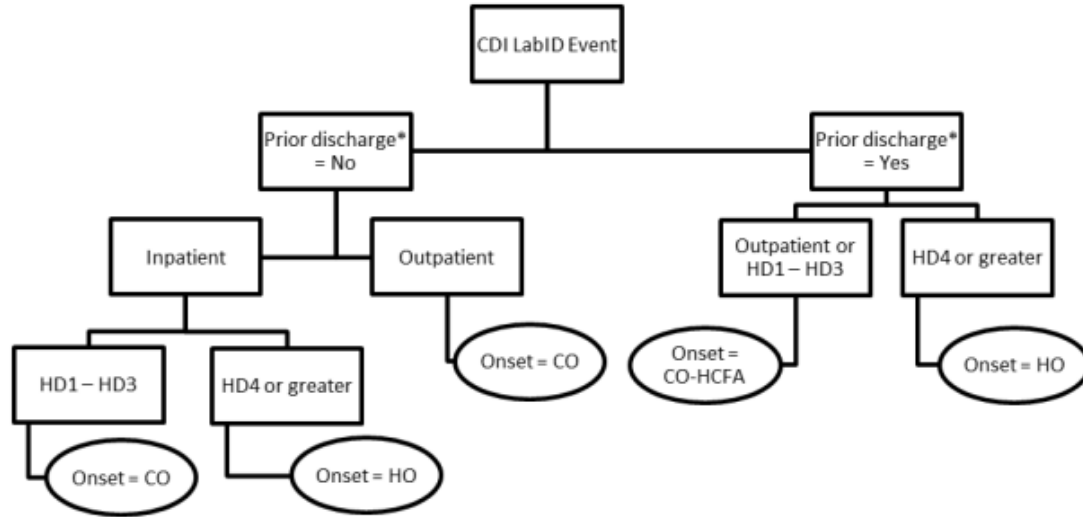 CDI LabID Event
Prior discharge*
= No
Prior discharge*
= Yes
Inpatient
Outpatient
Outpatient or
HD1 – HD3
HD4 or greater
HD1 – HD3
HD4 or greater
Onset = CO
Onset =
CO-HCFA
Onset = HO
Onset = CO
Onset = HO